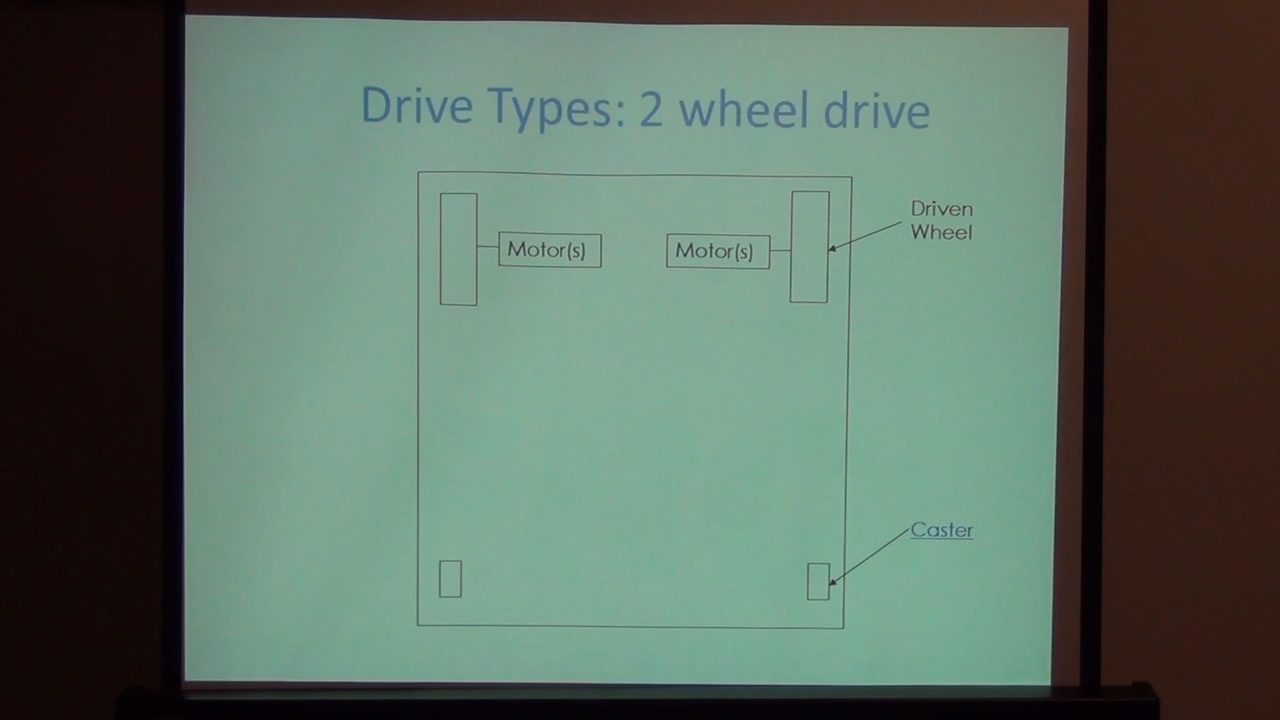 Drive Types: 2 wheel drive
Driven
Wheel
Motor(s)
Motor(s)
Caster